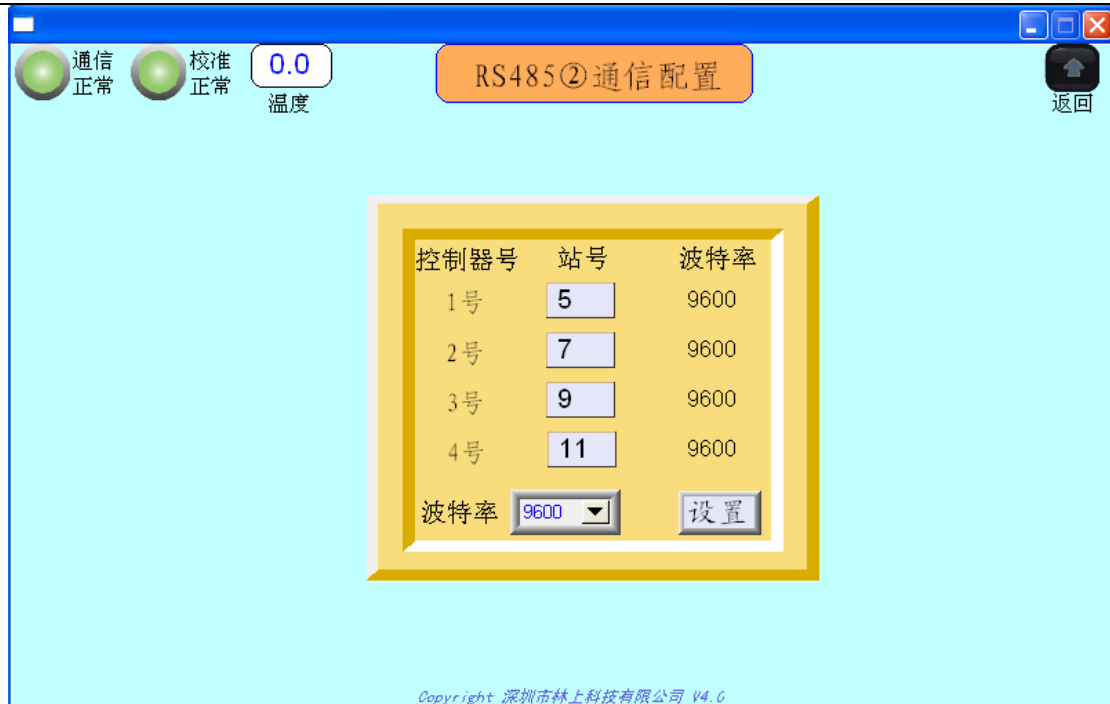 通信
正常
校准
正常
0.0
温度
RS485②通信配置
返回
控制器号 站号 波特率
1号 5 9600
2号 7 9600
3号 9 9600
4号 11 9600
波特率 9600 设置
Copyright 深圳市林上科技有限公司